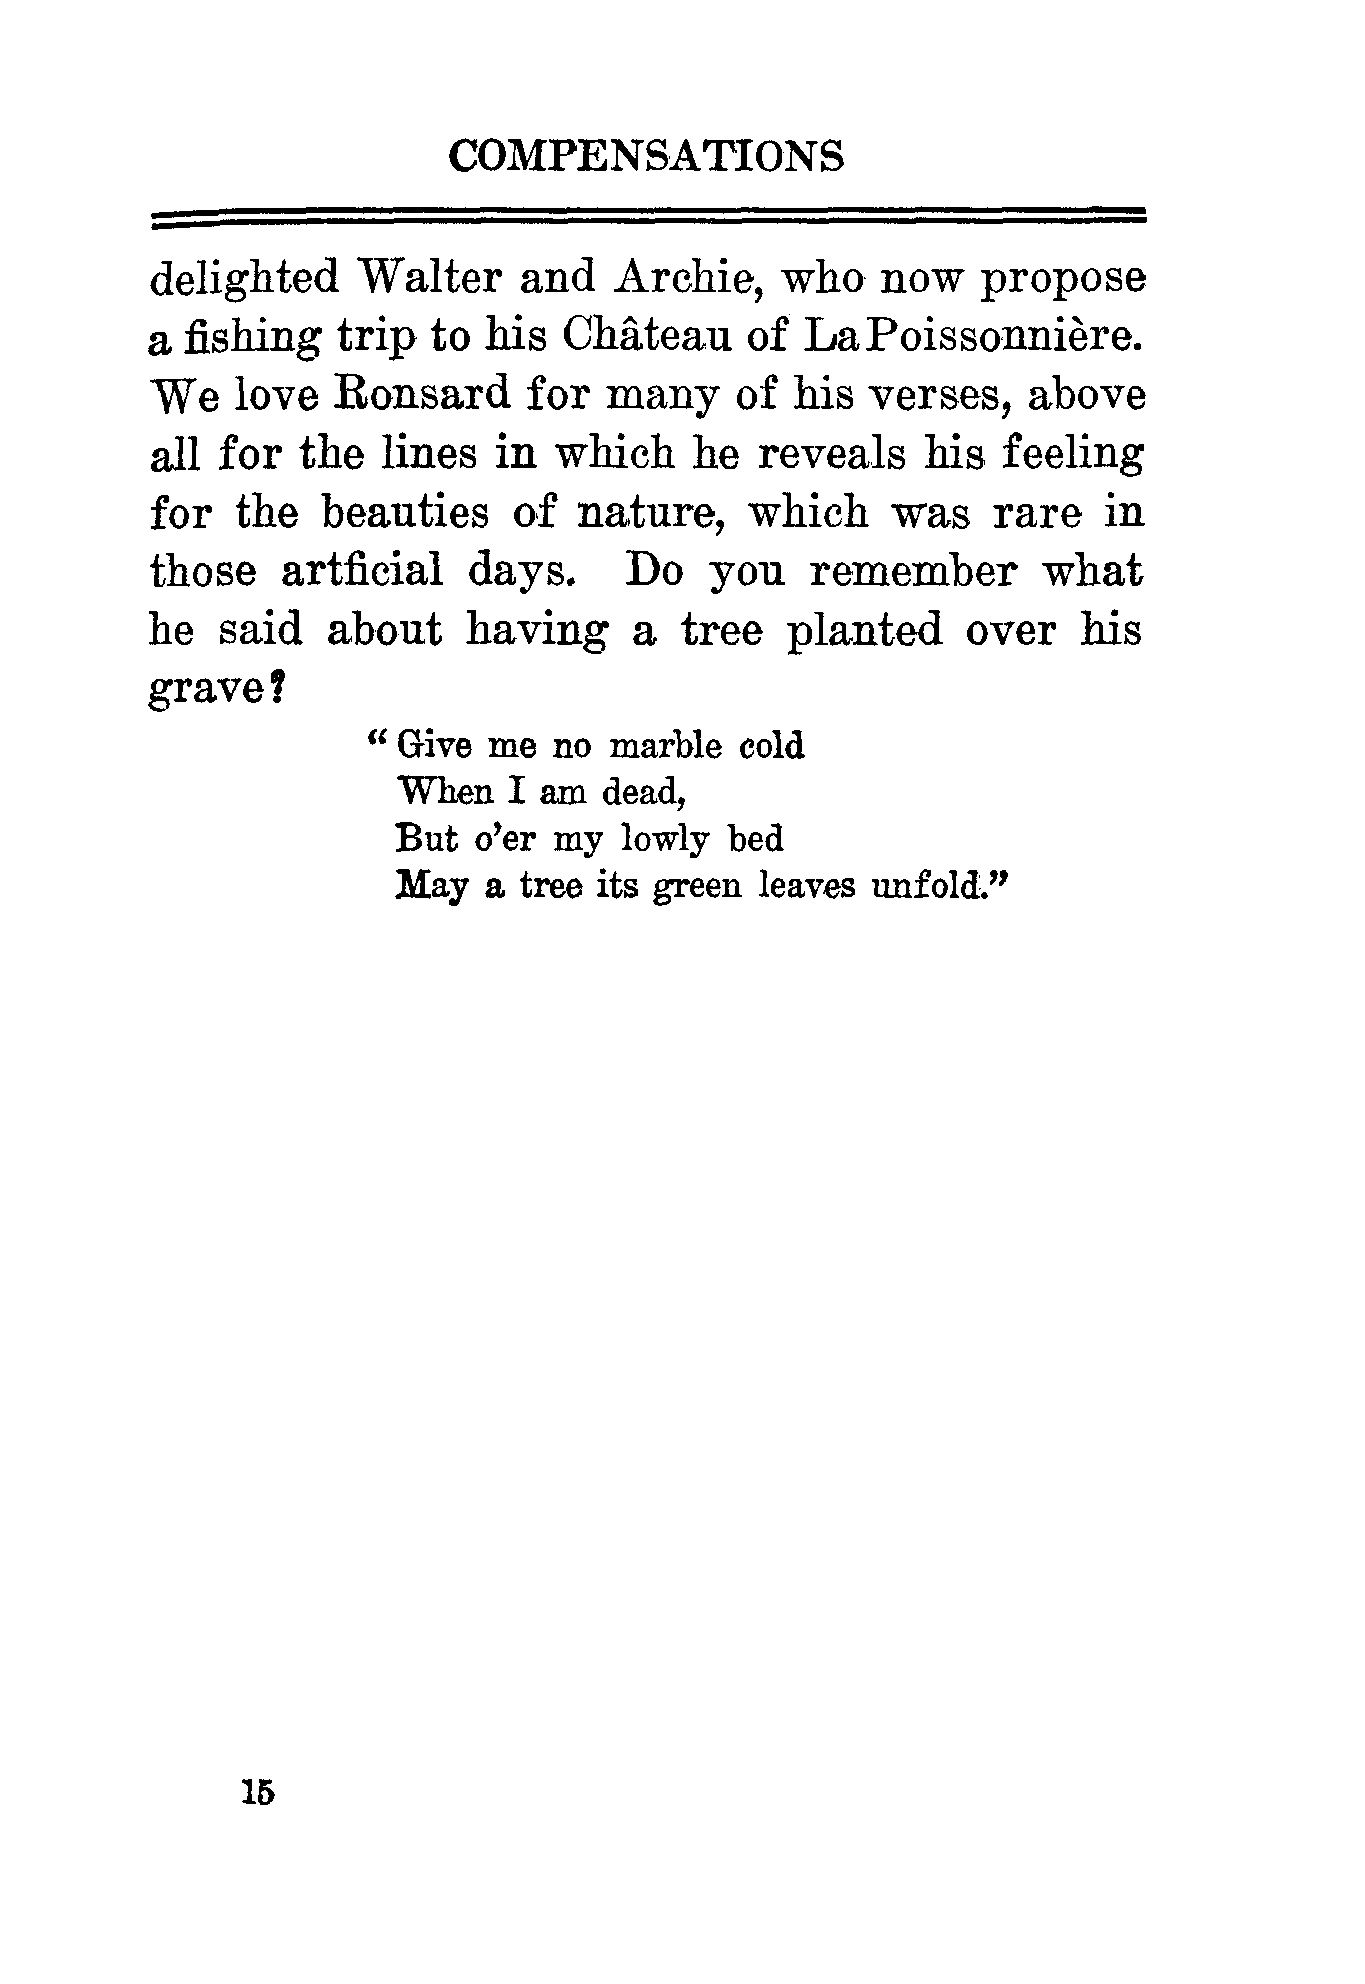 COMPENSATIONS
delighted Walter and Archie, who now propose
a fishing trip to his Château of La Poissonnière.
We love Ronsard for many of his verses, above
all for the lines in which he reveals his feeling
for the beauties of nature, which was rare in
those artficial days. Do you remember what
he said about having a tree planted over his
grave?
“Give me no marble cold
When I am dead,
But o’er my lowly bed
May a tree its green leaves unfold.”
15